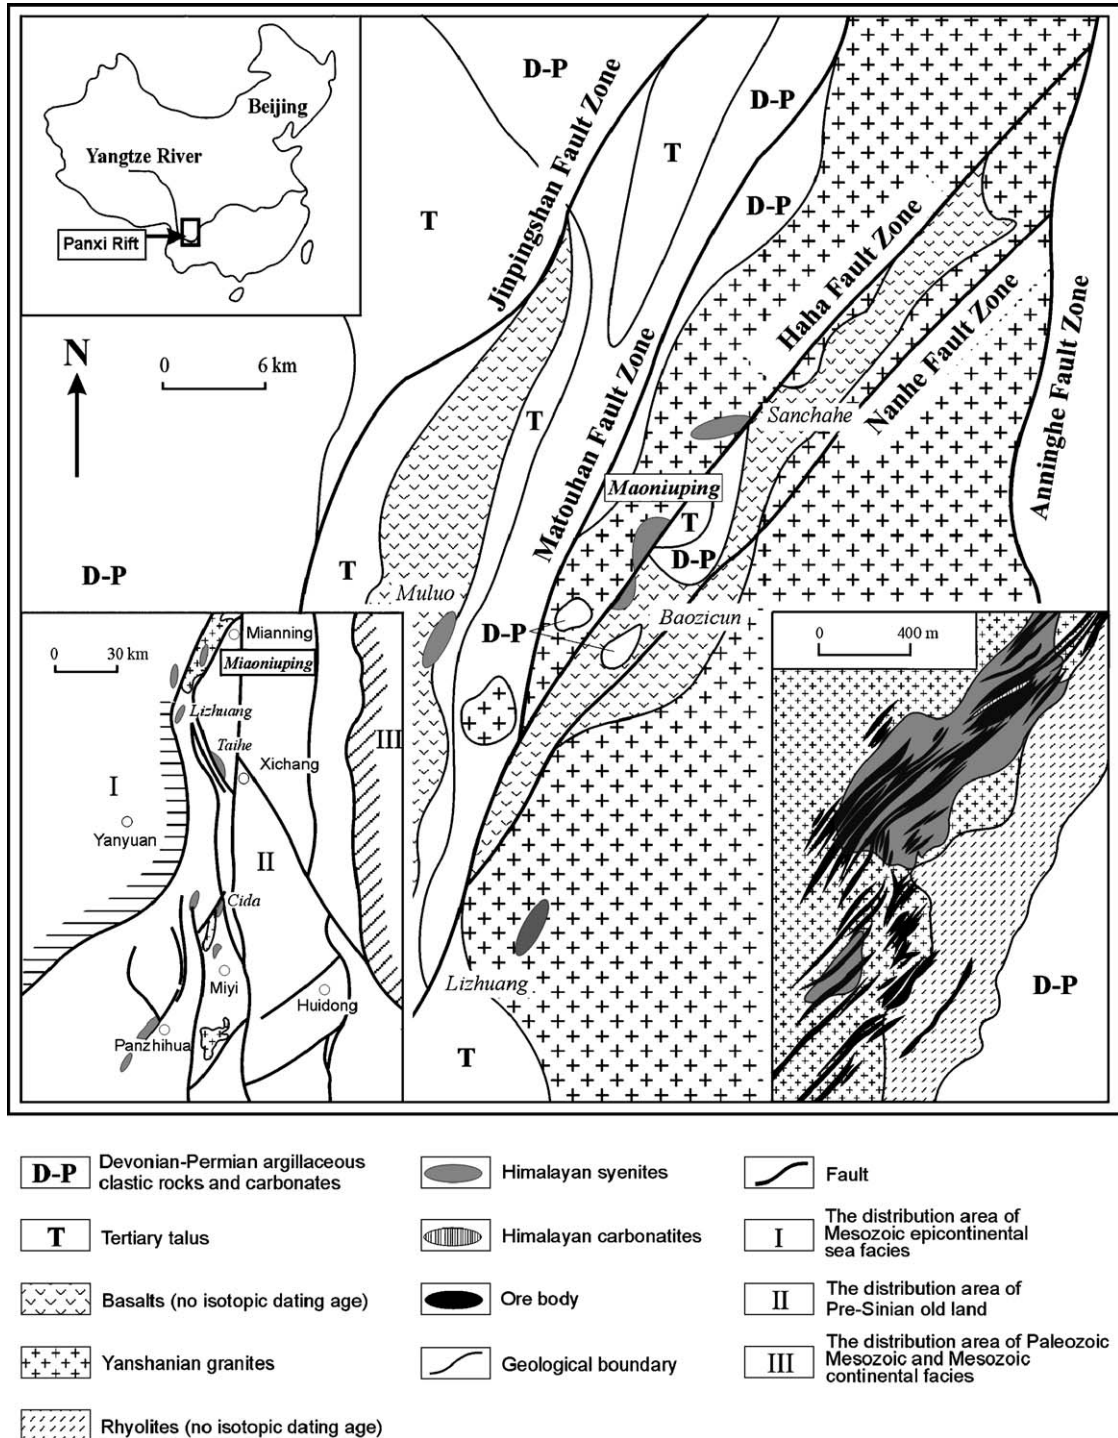 Beijing
Yangtze River
Panxi Rift
N
0 6 km
D-P
D-P
D-P
T
T
T
T
D-P
D-P
D-P
T
T
Jinpingshan Fault Zone
Matouhan Fault Zone
Haha Fault Zone
Nanhe Fault Zone
Anninghe Fault Zone
Sanchahe
Maoniuping
Muluo
Baozicun
Lizhuang
0 30 km
Mianning
Miaoniuping
Lizhuang
Taihe
Xichang
I
Yanyuan
II
III
Cida
Miyi
Huidong
Panzhihua
0 400 m
D-P
D-P Devonian-Permian argillaceous
clastic rocks and carbonates
T Tertiary talus
Basalts (no isotopic dating age)
Yanshanian granites
Rhyolites (no isotopic dating age)
Himalayan syenites
Himalayan carbonatites
Ore body
Geological boundary
Fault
I The distribution area of
Mesozoic epicontinental
sea facies
II The distribution area of
Pre-Sinian old land
III The distribution area of Paleozoic
Mesozoic and Mesozoic
continental facies